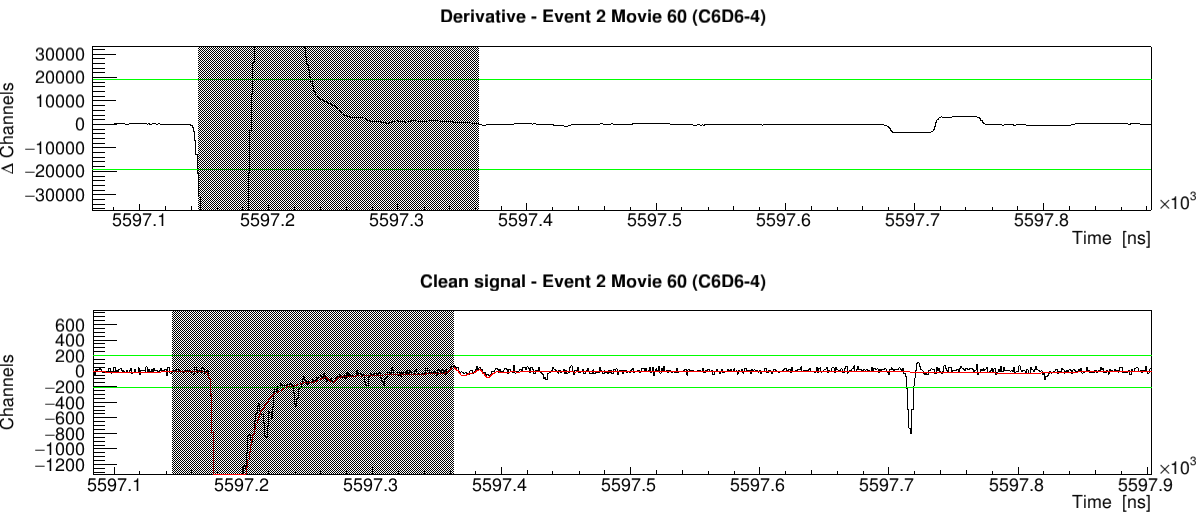 Derivative - Event 2 Movie 60 (C6D6-4)
Δ Channels
30000
20000
10000
0
−10000
−20000
−30000
5597.1 5597.2 5597.3 5597.4 5597.5 5597.6 5597.7 5597.8
×10³
Time [ns]
Clean signal - Event 2 Movie 60 (C6D6-4)
Channels
600
400
200
0
−200
−400
−600
−800
−1000
−1200
5597.1 5597.2 5597.3 5597.4 5597.5 5597.6 5597.7 5597.8 5597.9
×10³
Time [ns]